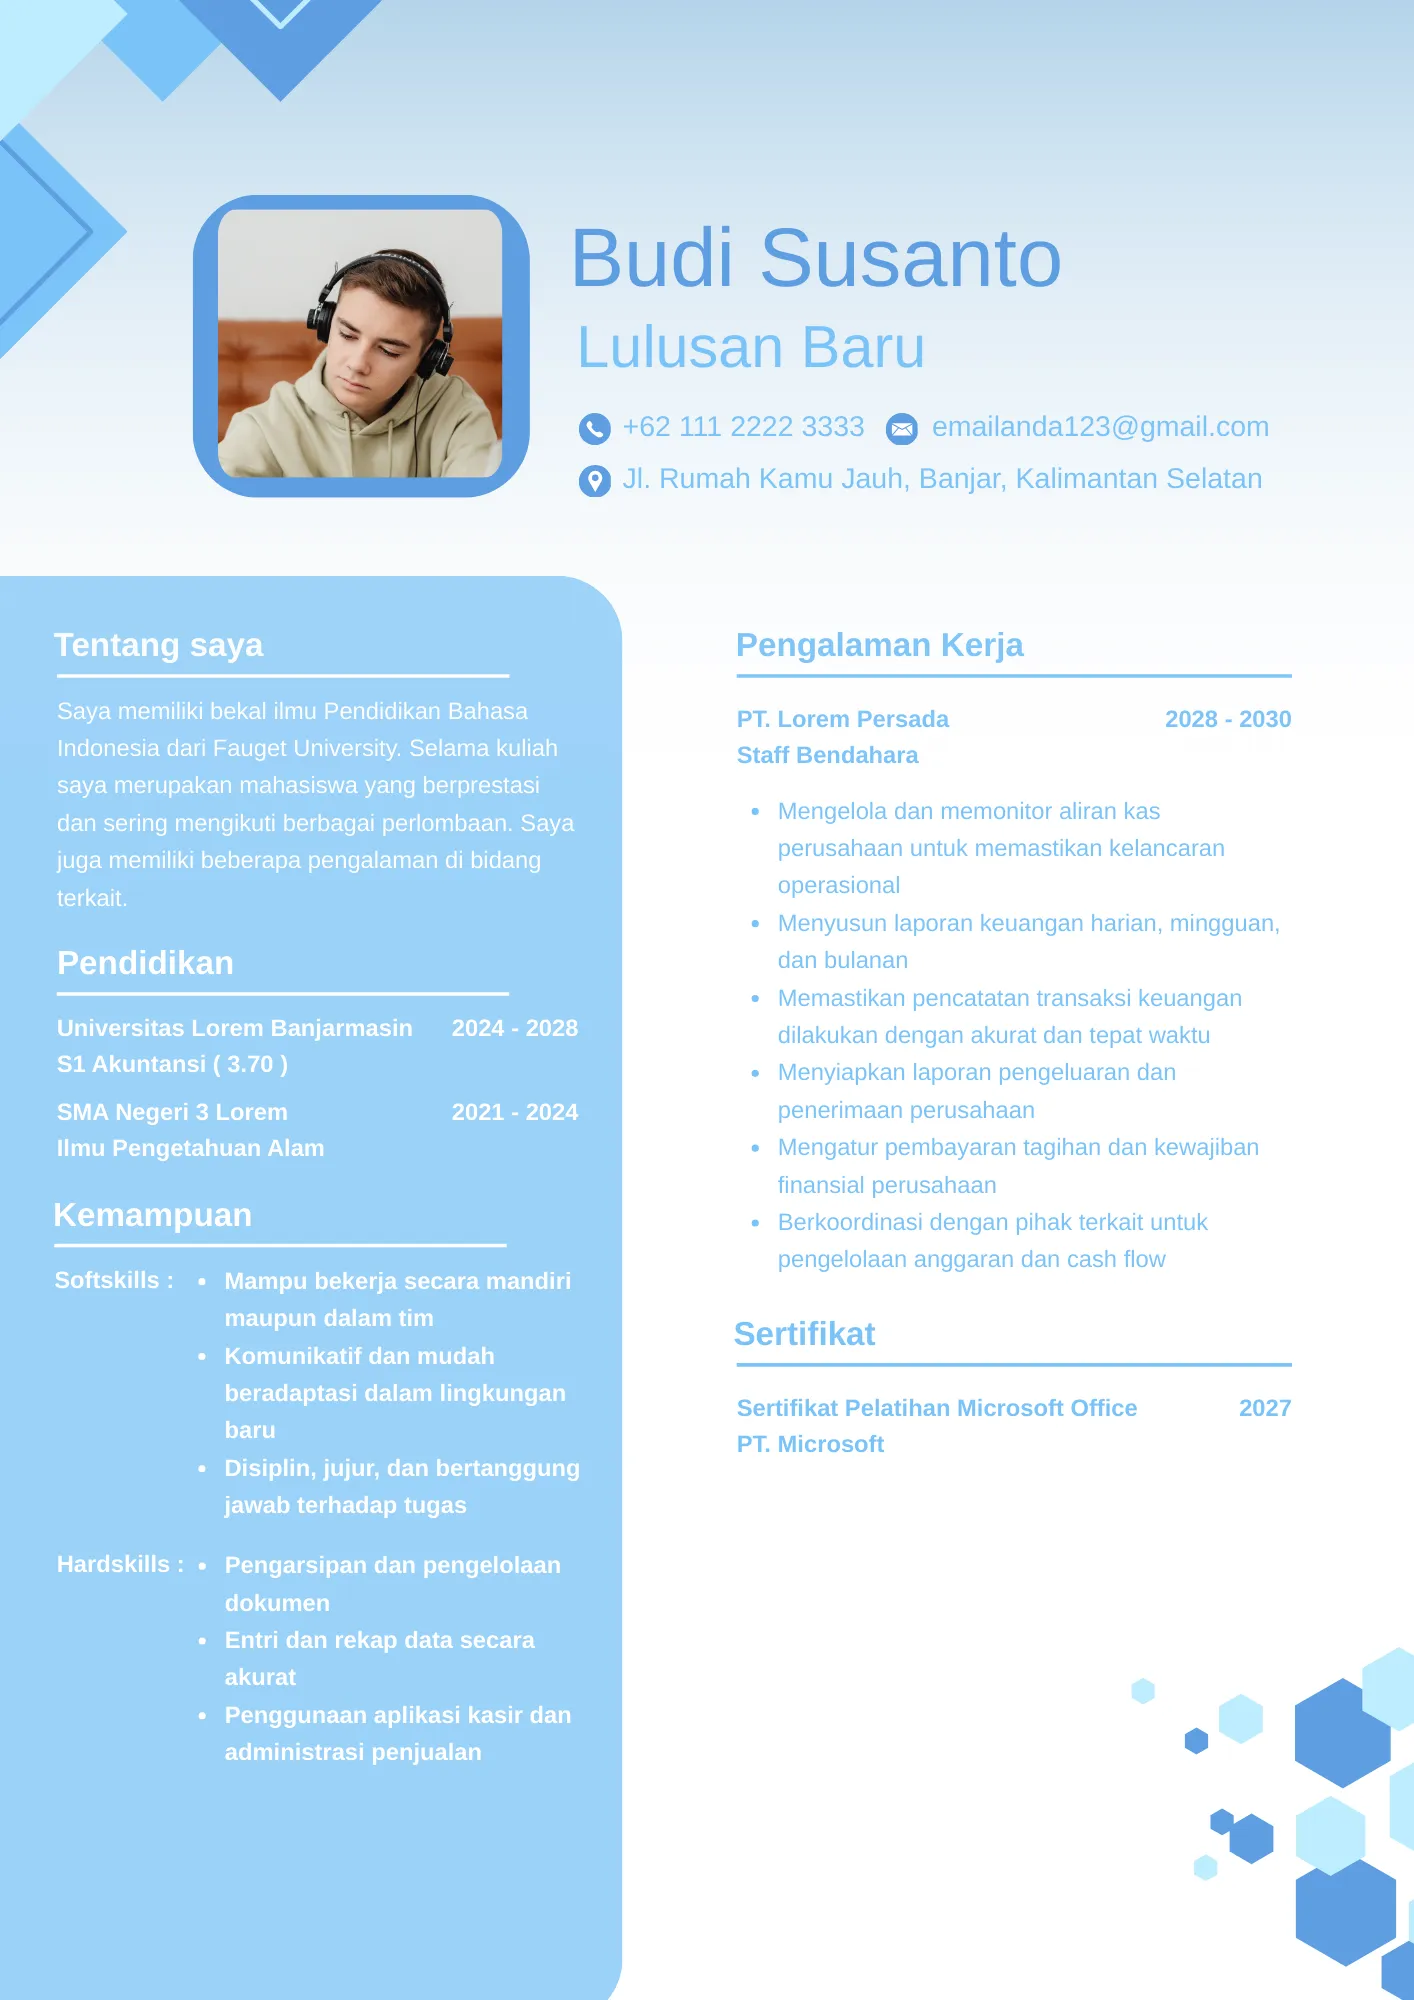 Budi Susanto
Lulusan Baru
+62 111 2222 3333 emailanda123@gmail.com
Jl. Rumah Kamu Jauh, Banjar, Kalimantan Selatan
Tentang saya
Saya memiliki bekal ilmu Pendidikan Bahasa
Indonesia dari Fauget University. Selama kuliah
saya merupakan mahasiswa yang berprestasi
dan sering mengikuti berbagai perlombaan. Saya
juga memiliki beberapa pengalaman di bidang
terkait.
Pendidikan
Universitas Lorem Banjarmasin 2024 - 2028
S1 Akuntansi ( 3.70 )
SMA Negeri 3 Lorem 2021 - 2024
Ilmu Pengetahuan Alam
Kemampuan
Softskills : • Mampu bekerja secara mandiri
maupun dalam tim
• Komunikatif dan mudah
beradaptasi dalam lingkungan
baru
• Disiplin, jujur, dan bertanggung
jawab terhadap tugas
Hardskills : • Pengarsipan dan pengelolaan
dokumen
• Entri dan rekap data secara
akurat
• Penggunaan aplikasi kasir dan
administrasi penjualan
Pengalaman Kerja
PT. Lorem Persada 2028 - 2030
Staff Bendahara
• Mengelola dan memonitor aliran kas
perusahaan untuk memastikan kelancaran
operasional
• Menyusun laporan keuangan harian, mingguan,
dan bulanan
• Memastikan pencatatan transaksi keuangan
dilakukan dengan akurat dan tepat waktu
• Menyiapkan laporan pengeluaran dan
penerimaan perusahaan
• Mengatur pembayaran tagihan dan kewajiban
finansial perusahaan
• Berkoordinasi dengan pihak terkait untuk
pengelolaan anggaran dan cash flow
Sertifikat
Sertifikat Pelatihan Microsoft Office 2027
PT. Microsoft